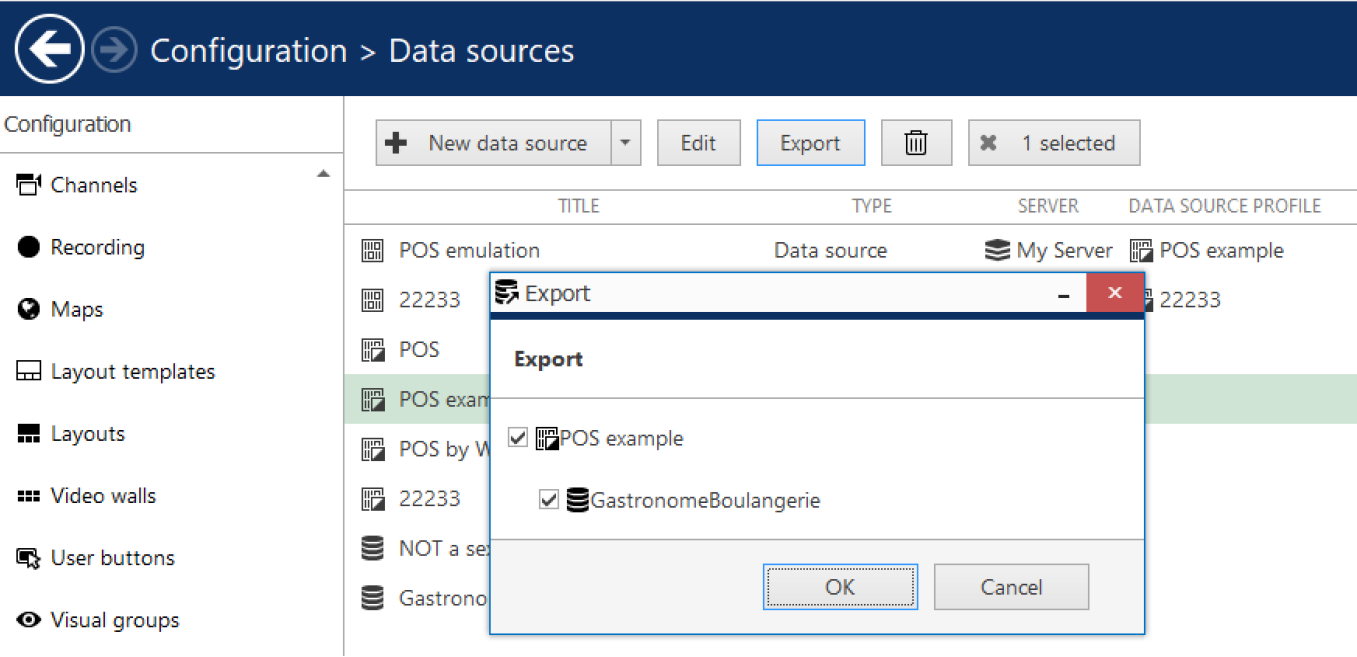 Configuration > Data sources
Configuration
New data source
Edit
Export
1 selected
Channels
Recording
Maps
Layout templates
Layouts
Video walls
User buttons
Visual groups
TITLE TYPE SERVER DATA SOURCE PROFILE
POS emulation Data source My Server POS example
22233 22233
POS
POS exam
POS by
22233
NOT a
Gastrono
Export
Export
POS example
GastronomeBoulangerie
OK Cancel